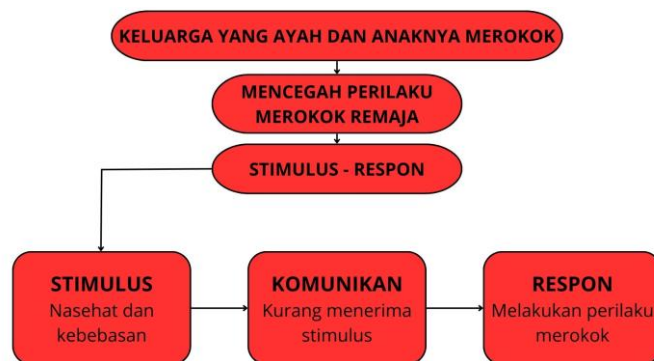 KELUARGA YANG AYAH DAN ANAKNYA MEROKOK
MENCEGAH PERILAKU
MEROKOK REMAJA
STIMULUS - RESPON
STIMULUS
Nasehat dan
kebebasan
KOMUNIKAN
Kurang menerima
stimulus
RESPON
Melakukan perilaku
merokok